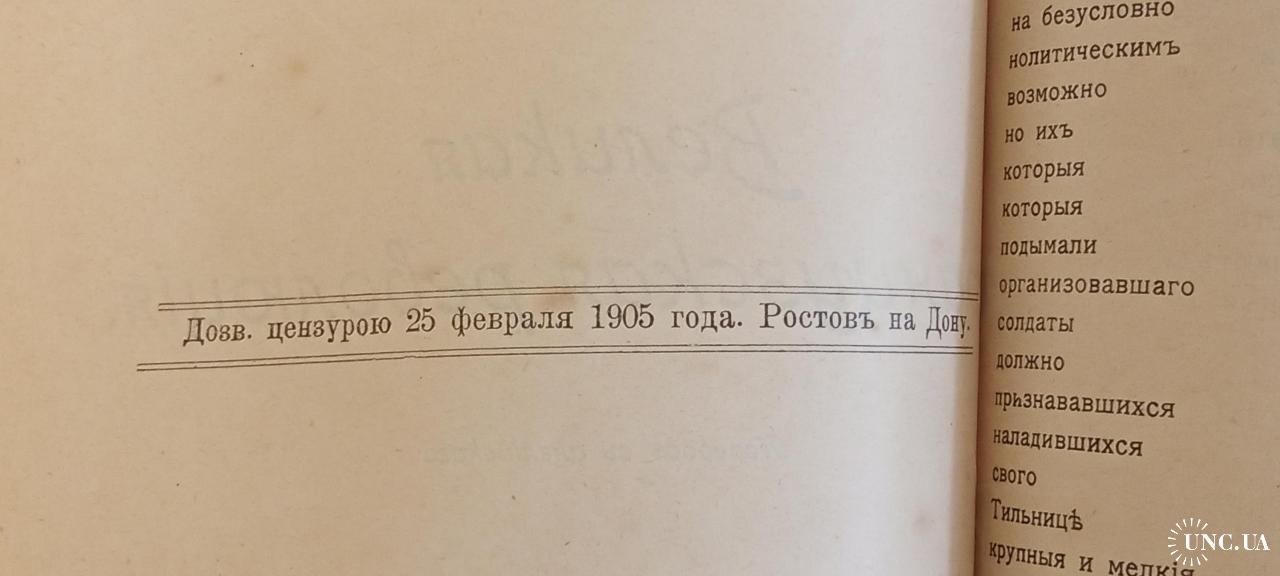 Дозв. цензурою 25 февраля 1905 года. Ростовъ на Дону.
на безусловно
нолитическимъ
возможно
но ихъ
которыя
которыя
подымали
организовавшаго
солдаты
должно
признававшихся
наладившихся
свого
Тильницѣ
крупныя и мелкія
UNC.UA